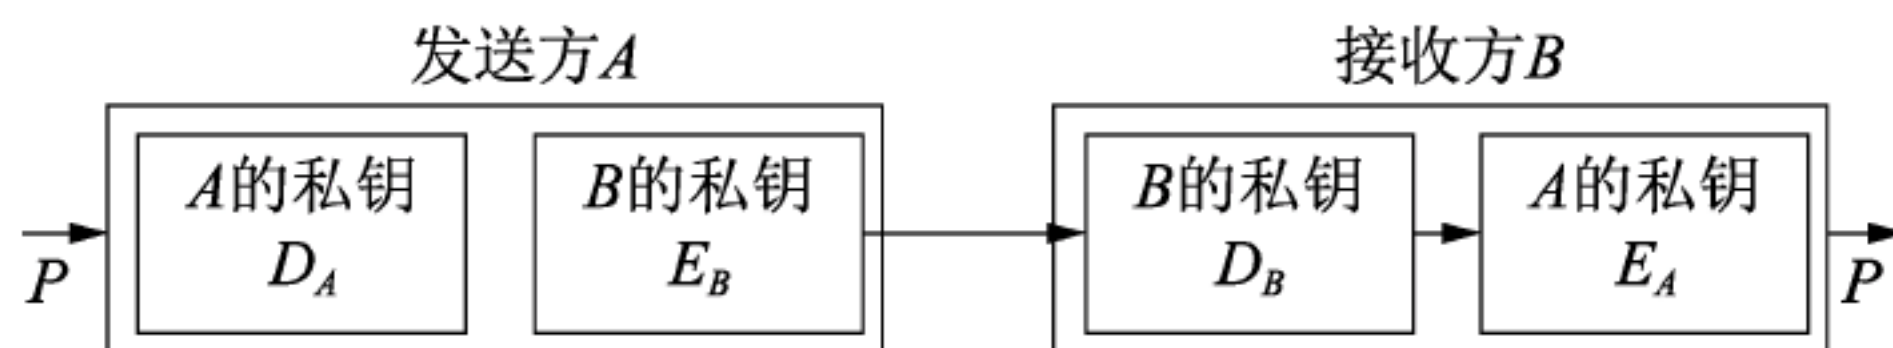 发送方A 接收方B
A的私钥 B的私钥 B的私钥 A的私钥
P D_A E_B D_B E_A P